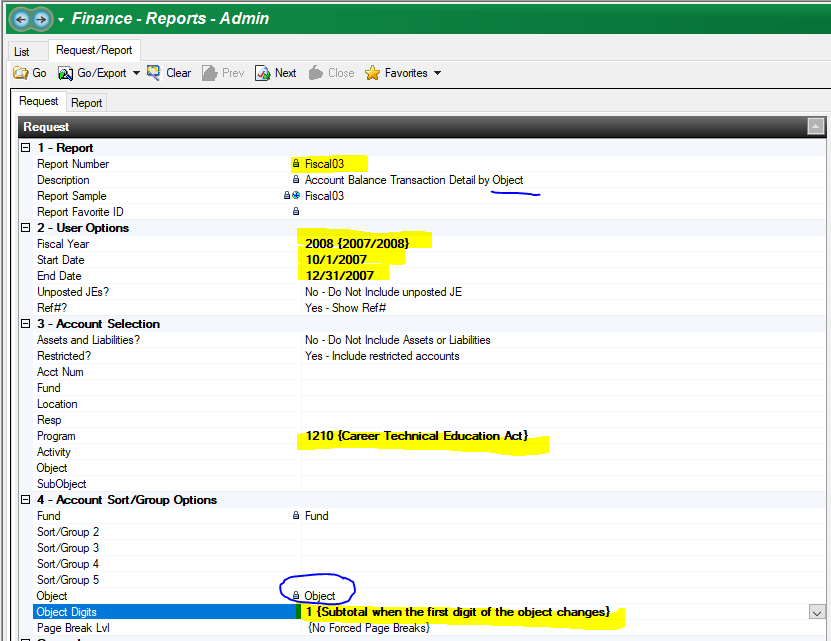 Finance - Reports - Admin
List Request/Report
Go Go/Export Clear Prev Next Close Favorites
Request Report
Request
1 - Report
Report Number Fiscal03
Description Account Balance Transaction Detail by Object
Report Sample Fiscal03
Report Favorite ID
2 - User Options
Fiscal Year 2008 {2007/2008}
Start Date 10/1/2007
End Date 12/31/2007
Unposted JEs? No - Do Not Include unposted JE
Ref#? Yes - Show Ref#
3 - Account Selection
Assets and Liabilities? No - Do Not Include Assets or Liabilities
Restricted? Yes - Include restricted accounts
Acct Num
Fund
Location
Resp
Program 1210 {Career Technical Education Act}
Activity
Object
SubObject
4 - Account Sort/Group Options
Fund Fund
Sort/Group 2
Sort/Group 3
Sort/Group 4
Sort/Group 5
Object Object
Object Digits 1 {Subtotal when the first digit of the object changes}
Page Break Lvl {No Forced Page Breaks}